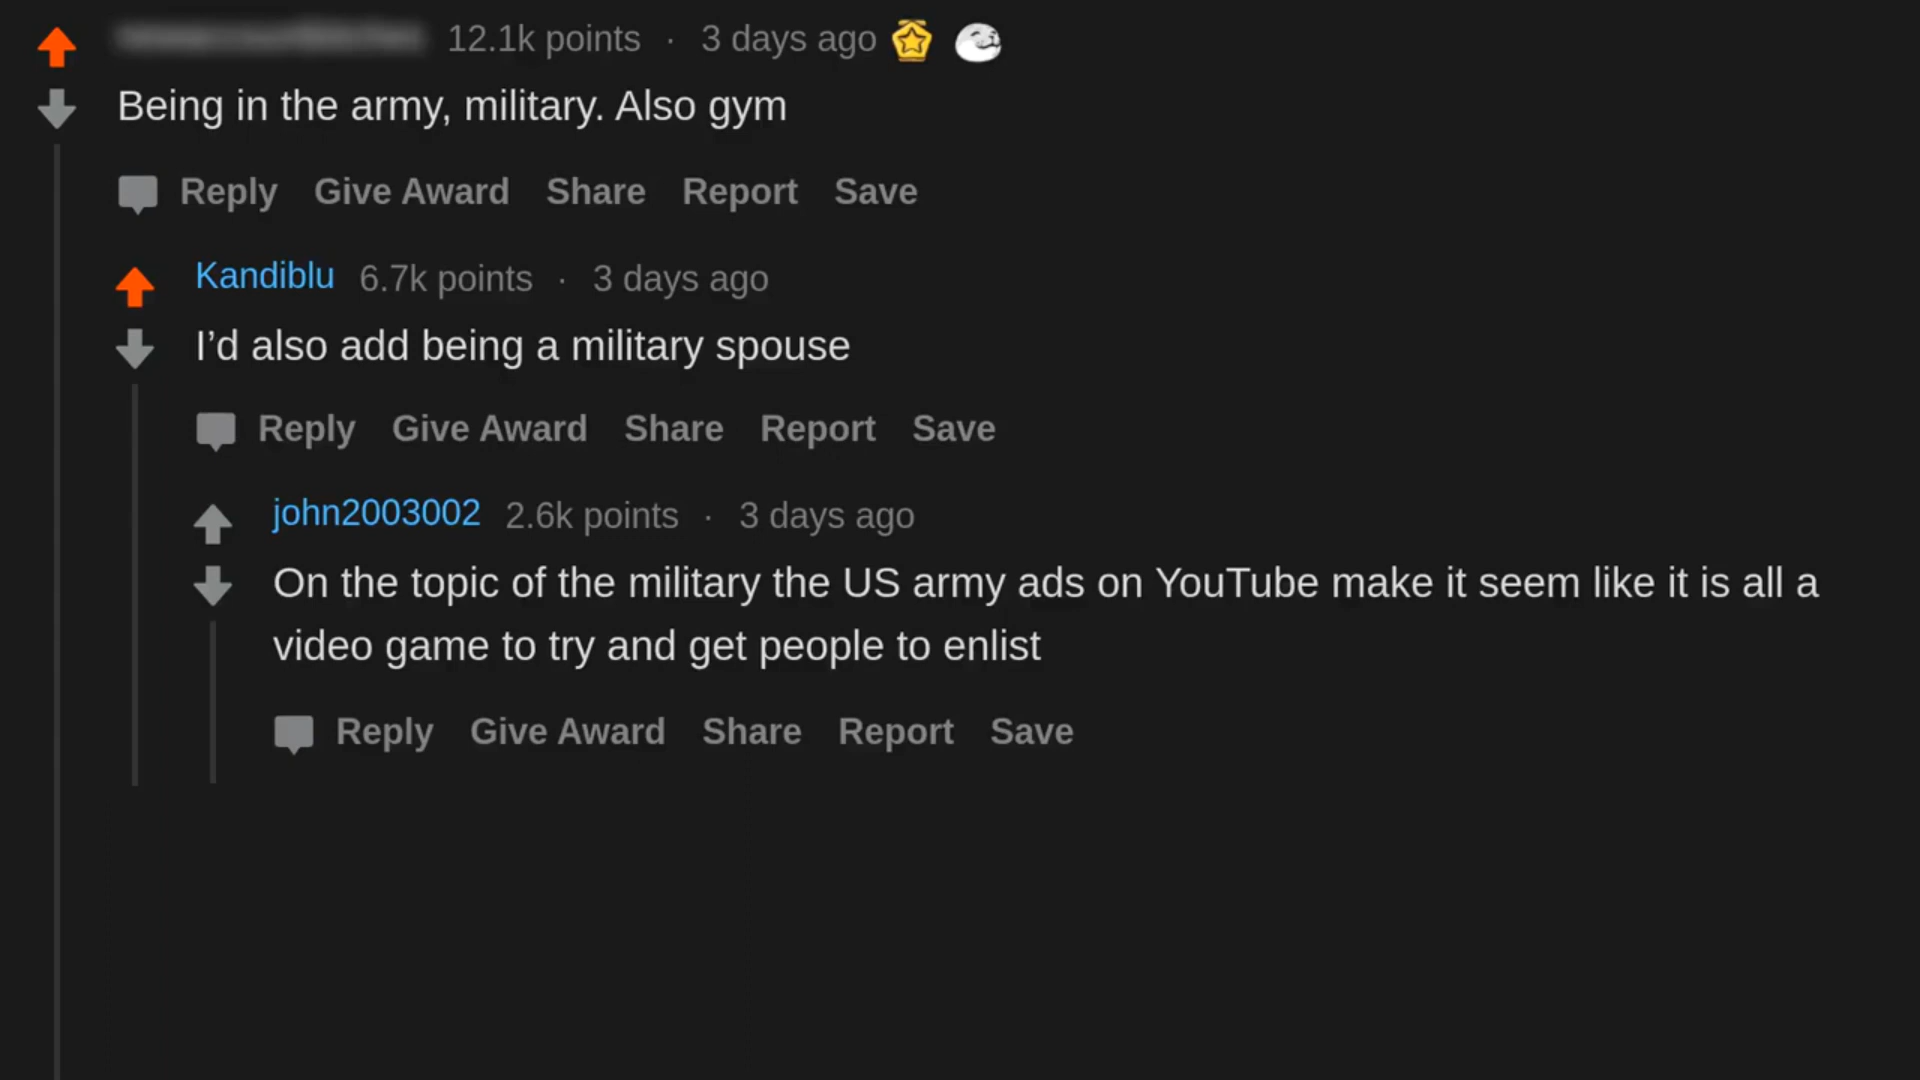 12.1k points · 3 days ago
Being in the army, military. Also gym
Reply Give Award Share Report Save
Kandiblu 6.7k points · 3 days ago
I’d also add being a military spouse
Reply Give Award Share Report Save
john2003002 2.6k points · 3 days ago
On the topic of the military the US army ads on YouTube make it seem like it is all a
video game to try and get people to enlist
Reply Give Award Share Report Save